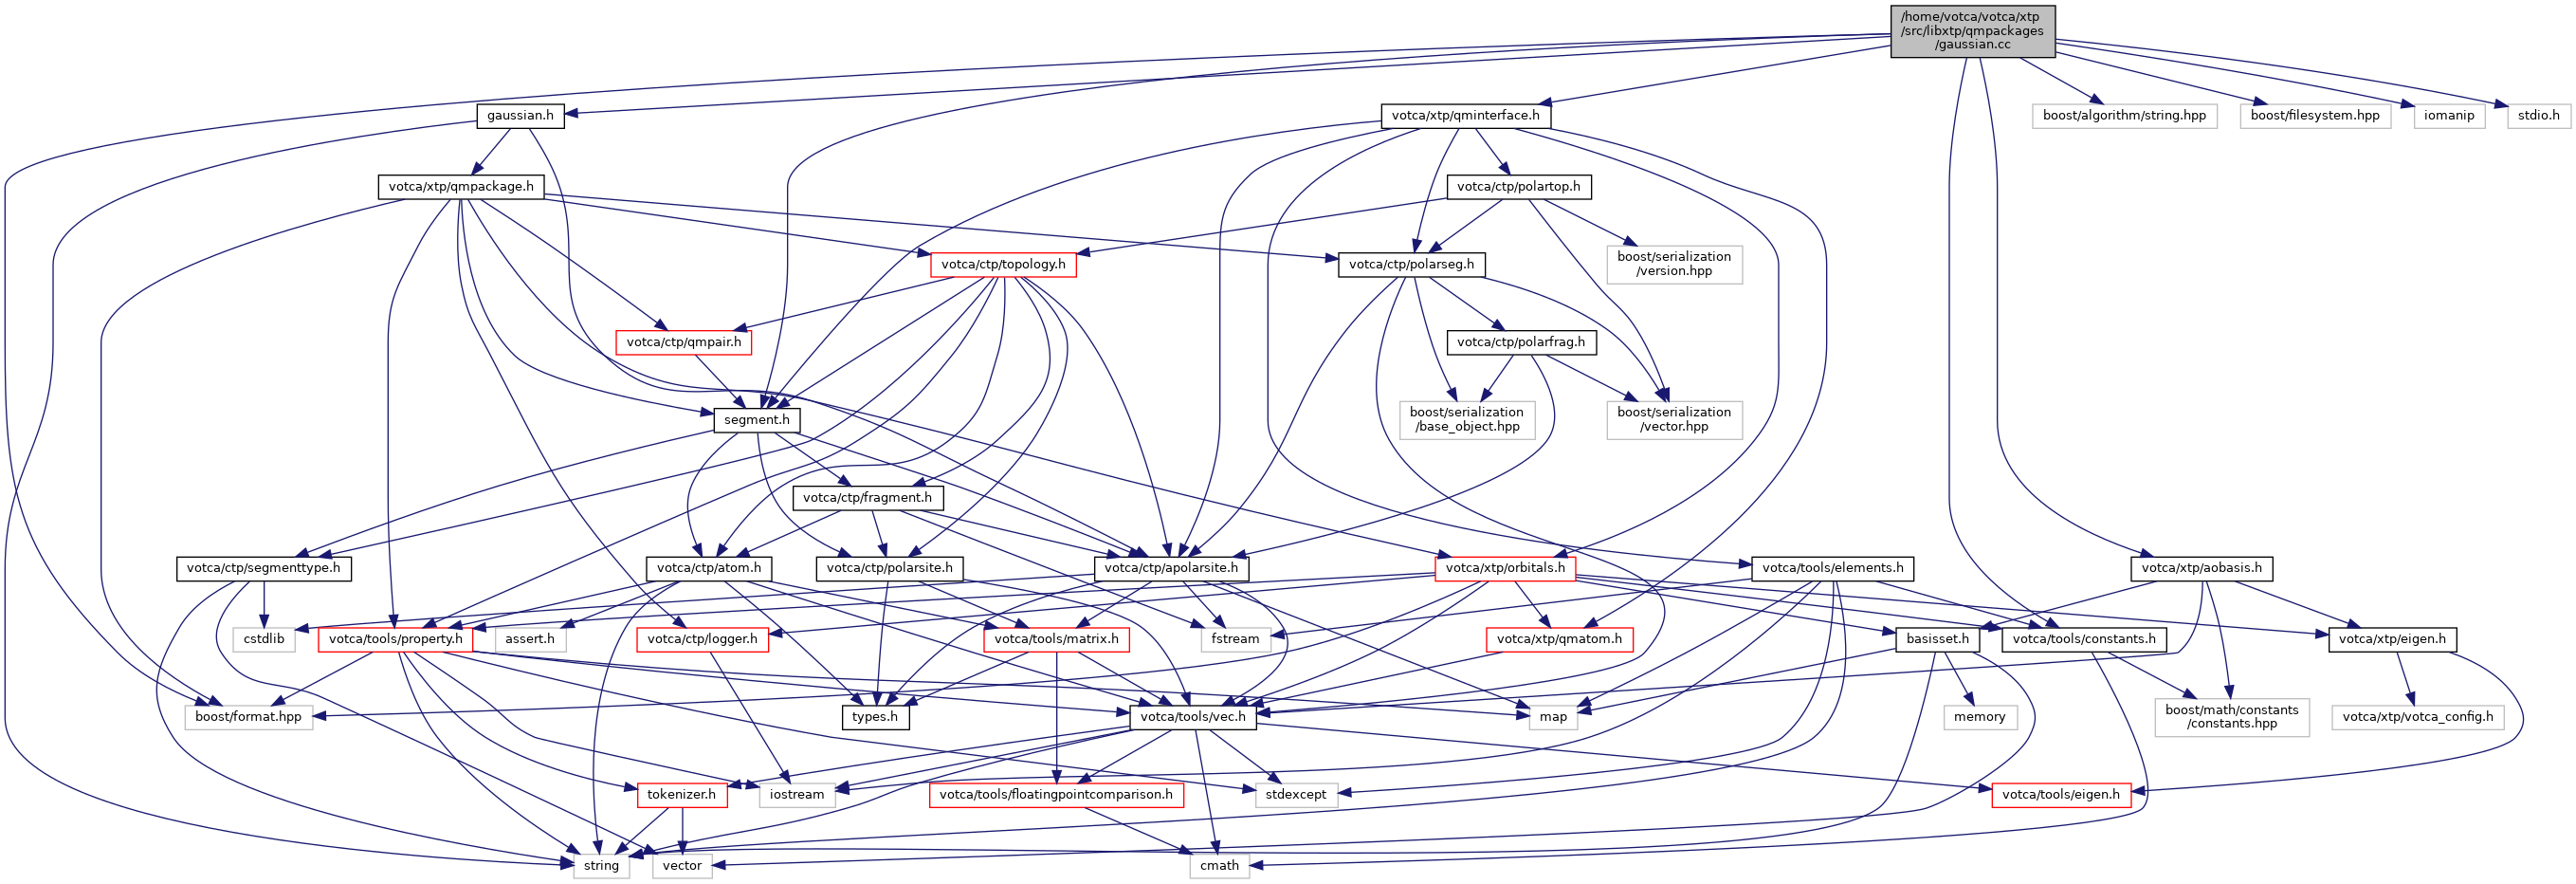 /home/votca/votca/xtp
/src/libxtp/qmpackages
/gaussian.cc
gaussian.h
votca/xtp/qminterface.h
boost/algorithm/string.hpp
boost/filesystem.hpp
iomanip
stdio.h
votca/xtp/qmpackage.h
votca/ctp/polartop.h
votca/ctp/topology.h
votca/ctp/polarseg.h
boost/serialization
/version.hpp
votca/ctp/qmpair.h
votca/ctp/polarfrag.h
segment.h
boost/serialization
/base_object.hpp
boost/serialization
/vector.hpp
votca/ctp/fragment.h
votca/ctp/segmenttype.h
votca/ctp/atom.h
votca/ctp/polarsite.h
votca/ctp/apolarsite.h
votca/xtp/orbitals.h
votca/tools/elements.h
votca/xtp/aobasis.h
cstdlib
votca/tools/property.h
assert.h
votca/ctp/logger.h
votca/tools/matrix.h
fstream
votca/xtp/qmatom.h
basisset.h
votca/tools/constants.h
votca/xtp/eigen.h
boost/format.hpp
types.h
votca/tools/vec.h
map
memory
boost/math/constants
/constants.hpp
votca/xtp/votca_config.h
tokenizer.h
iostream
votca/tools/floatingpointcomparison.h
stdexcept
votca/tools/eigen.h
string
vector
cmath